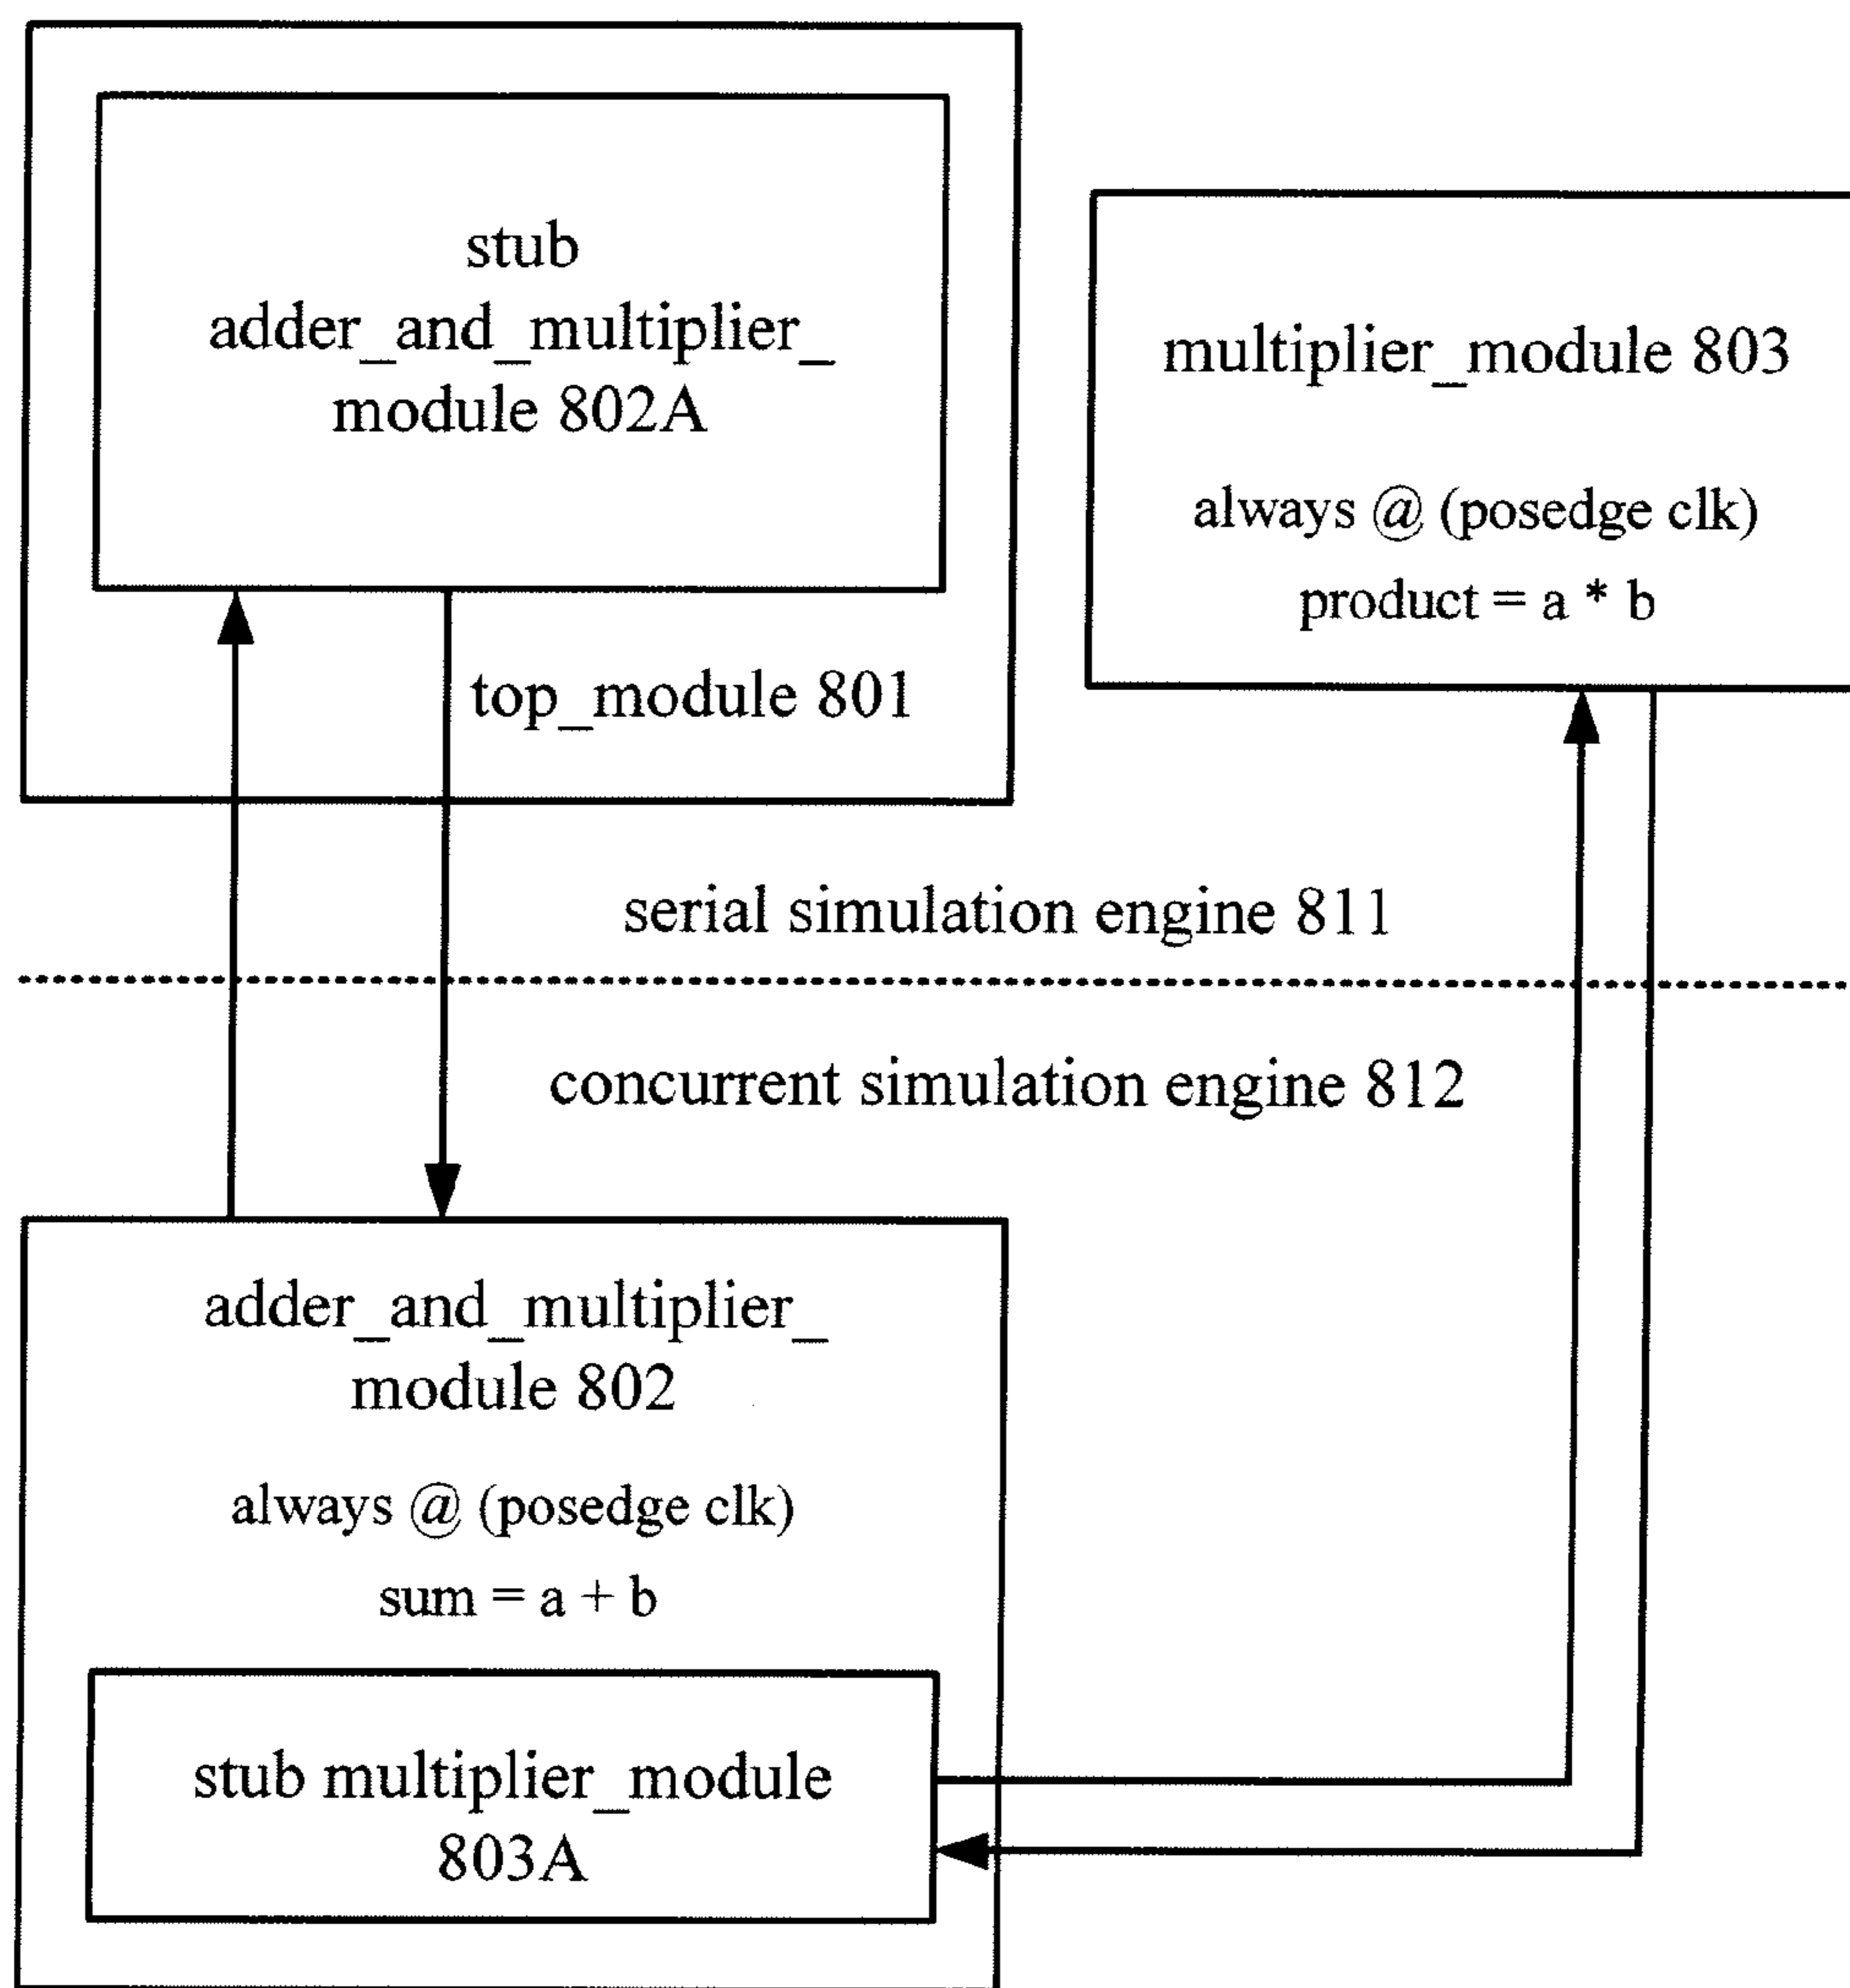 stub
adder_and_multiplier_
module 802A
top_module 801
multiplier_module 803
always @ (posedge clk)
product = a * b
serial simulation engine 811
concurrent simulation engine 812
adder_and_multiplier_
module 802
always @ (posedge clk)
sum = a + b
stub multiplier_module
803A